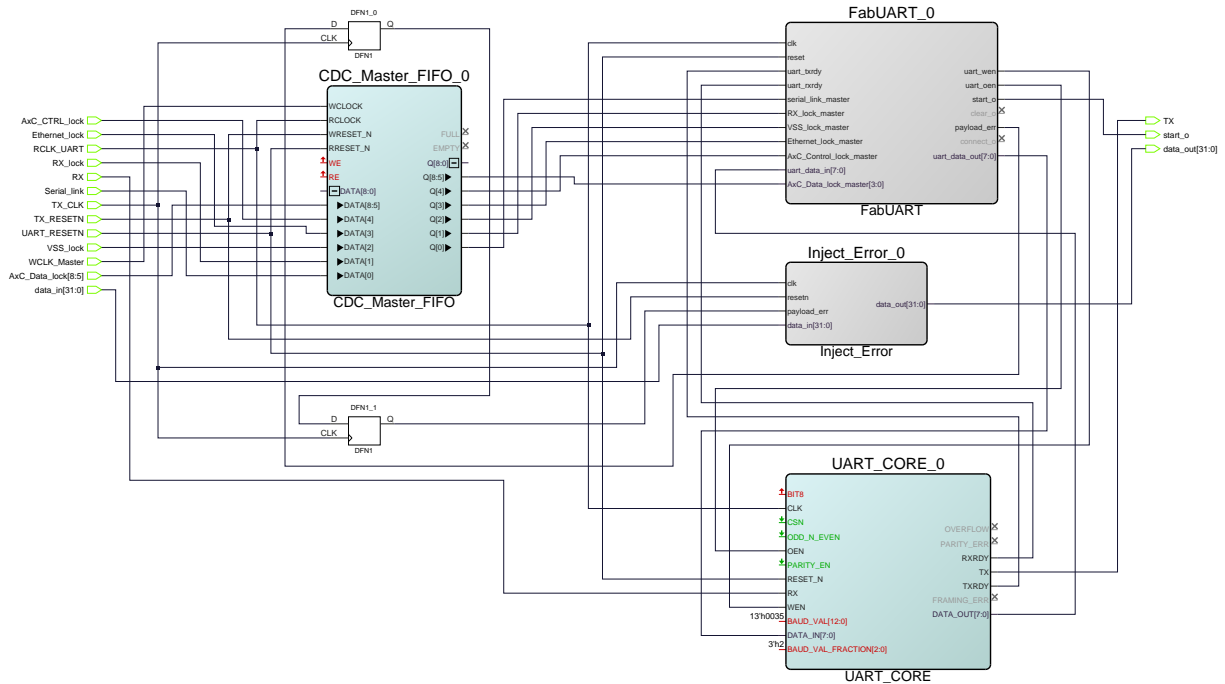 DFN1_0
D
Q
CLK
DFN1
CDC_Master_FIFO_0
WCLOCK
RCLOCK
WRESET_N
FULL
RRESET_N
EMPTY
WE
Q[8:0]
RE
Q[8:5]
DATA[8:0]
Q[4]
DATA[8:5]
Q[3]
DATA[4]
Q[2]
DATA[3]
Q[1]
DATA[2]
Q[0]
DATA[1]
DATA[0]
CDC_Master_FIFO
AxC_CTRL_lock
Ethernet_lock
RCLK_UART
RX_lock
RX
Serial_link
TX_CLK
TX_RESETN
UART_RESETN
VSS_lock
WCLK_Master
AxC_Data_lock[8:5]
data_in[31:0]
DFN1_1
D
Q
CLK
DFN1
FabUART_0
clk
reset
uart_txrdy
uart_wen
uart_rxrdy
uart_oen
serial_link_master
start_o
RX_lock_master
clear_o
VSS_lock_master
payload_err
Ethernet_lock_master
connect_o
AxC_Control_lock_master
uart_data_out[7:0]
uart_data_in[7:0]
AxC_Data_lock_master[3:0]
FabUART
TX
start_o
data_out[31:0]
Inject_Error_0
clk
resetn
data_out[31:0]
payload_err
data_in[31:0]
Inject_Error
UART_CORE_0
BIT8
CLK
CSN
OVERFLOW
ODD_N_EVEN
PARITY_ERR
OEN
RXRDY
PARITY_EN
TX
RESET_N
TXRDY
RX
FRAMING_ERR
WEN
DATA_OUT[7:0]
13'h0035
BAUD_VAL[12:0]
DATA_IN[7:0]
3'h2
BAUD_VAL_FRACTION[2:0]
UART_CORE